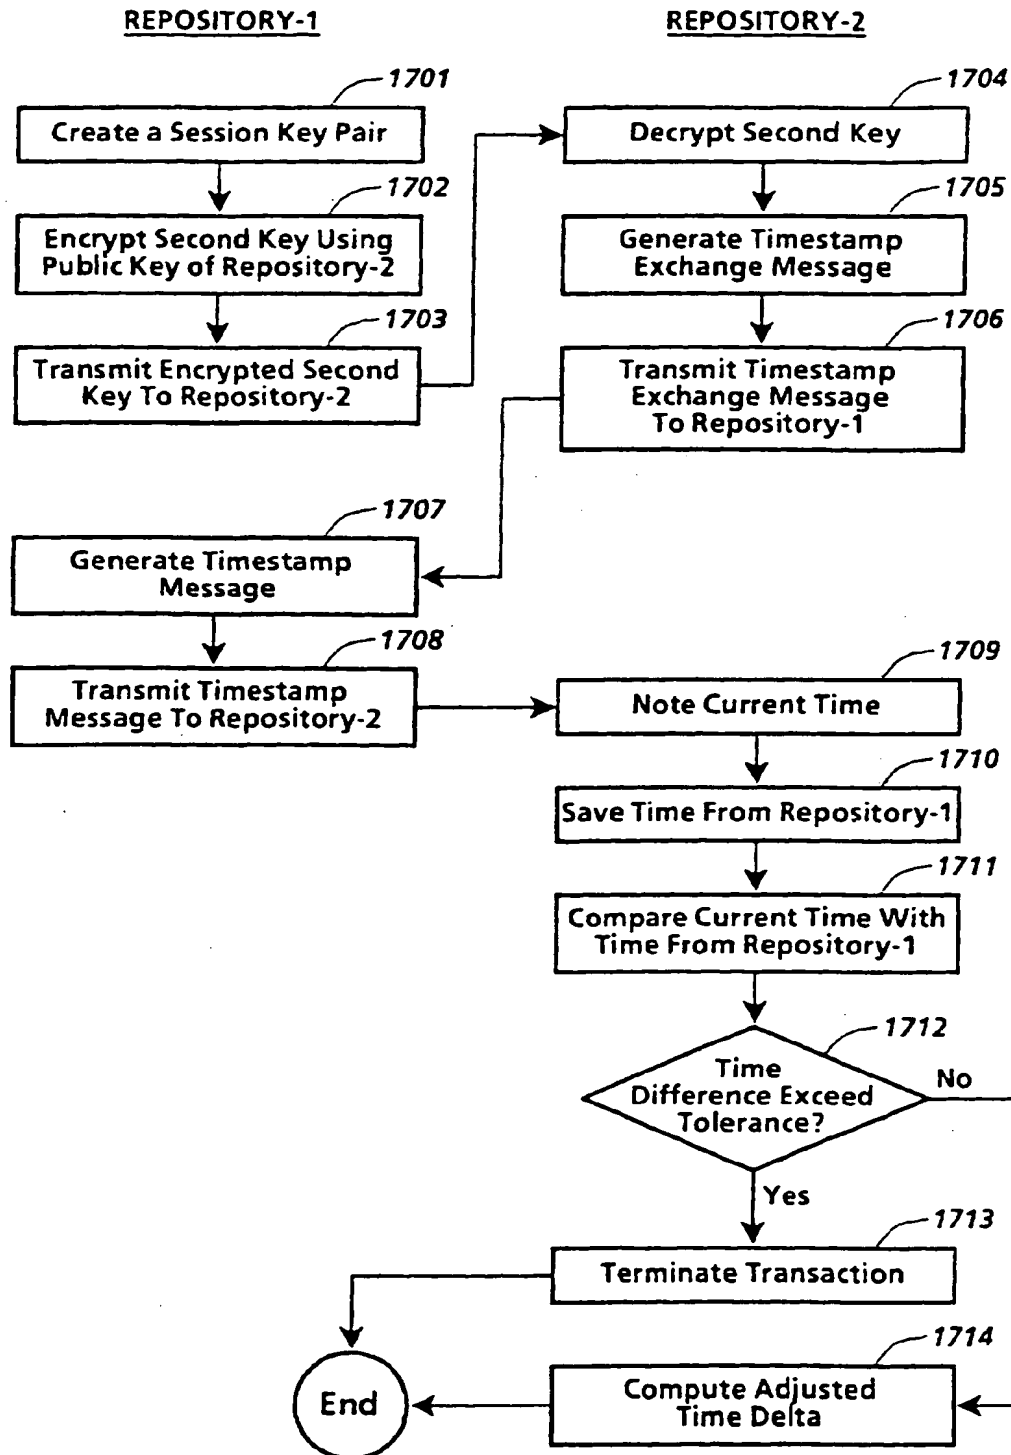 REPOSITORY-1
REPOSITORY-2
1701
Create a Session Key Pair
1702
Encrypt Second Key Using
Public Key of Repository-2
1703
Transmit Encrypted Second
Key To Repository-2
1704
Decrypt Second Key
1705
Generate Timestamp
Exchange Message
1706
Transmit Timestamp
Exchange Message
To Repository-1
1707
Generate Timestamp
Message
1708
Transmit Timestamp
Message To Repository-2
1709
Note Current Time
1710
Save Time From Repository-1
1711
Compare Current Time With
Time From Repository-1
1712
Time
Difference Exceed
Tolerance?
No
Yes
1713
Terminate Transaction
1714
Compute Adjusted
Time Delta
End